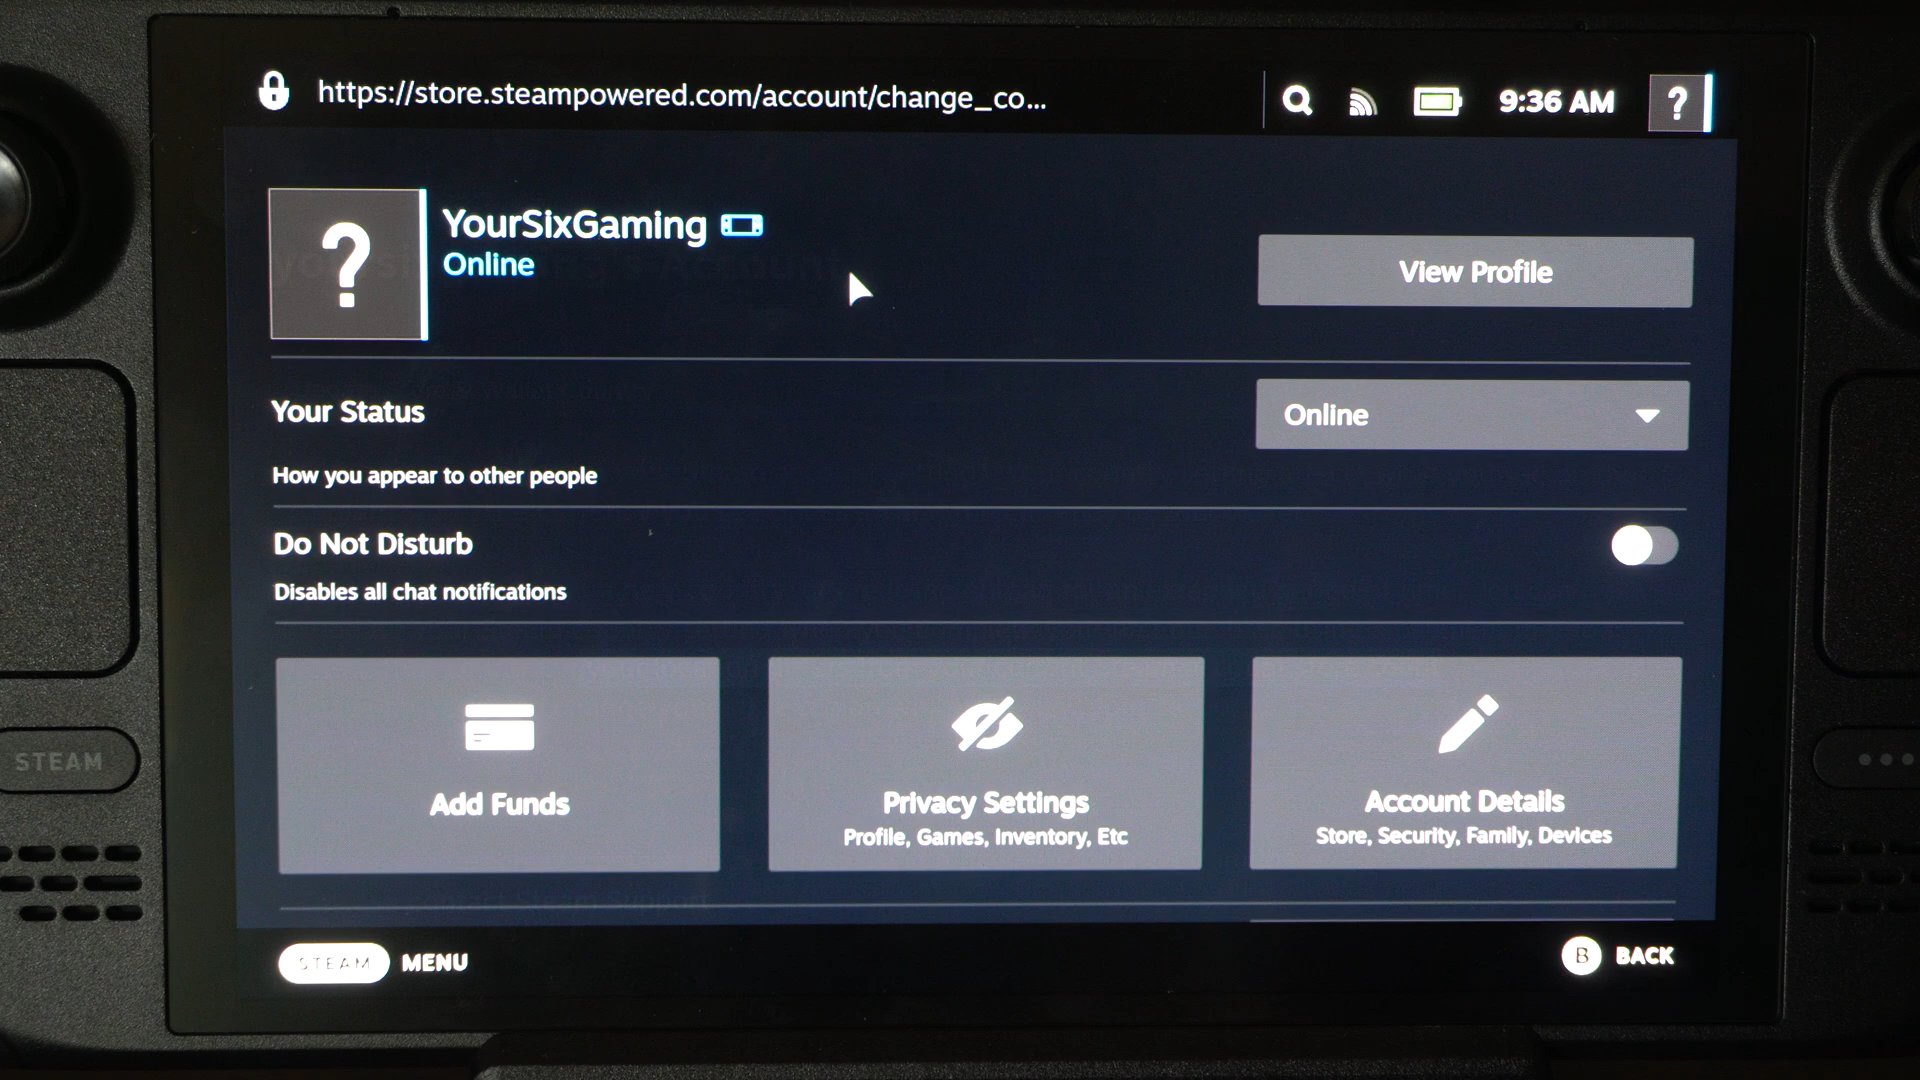 https://store.steampowered.com/account/change_co...
9:36 AM
?
?
YourSixGaming
Online
View Profile
Your Status
Online
How you appear to other people
Do Not Disturb
Disables all chat notifications
Add Funds
Privacy Settings
Profile, Games, Inventory, Etc
Account Details
Store, Security, Family, Devices
STEAM
STEAM MENU
B BACK